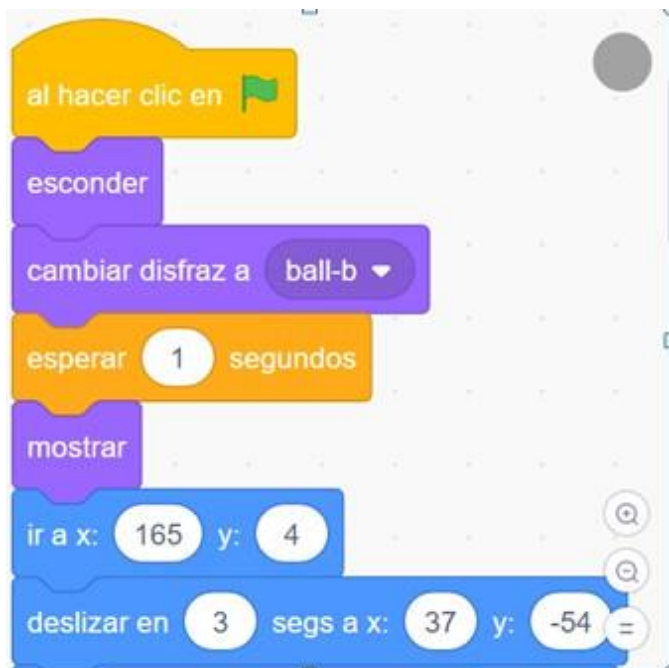 al hacer clic en
esconder
cambiar disfraz a ball-b
esperar 1 segundos
mostrar
ir a x: 165 y: 4
deslizar en 3 segs a x: 37 y: -54